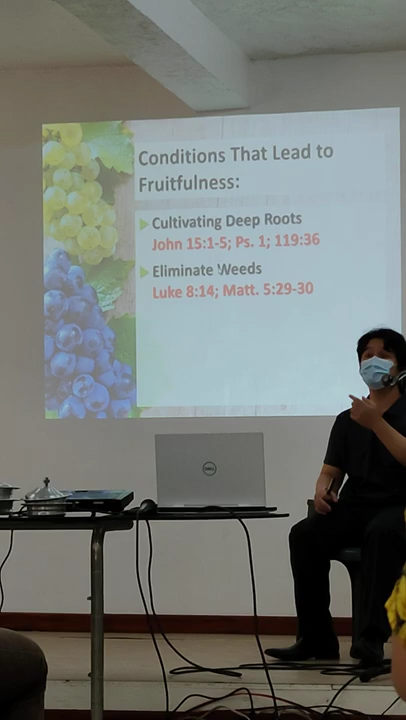 Conditions That Lead to
Fruitfulness:
Cultivating Deep Roots
John 15:1-5; Ps. 1; 119:36
Eliminate Weeds
Luke 8:14; Matt. 5:29-30
DELL